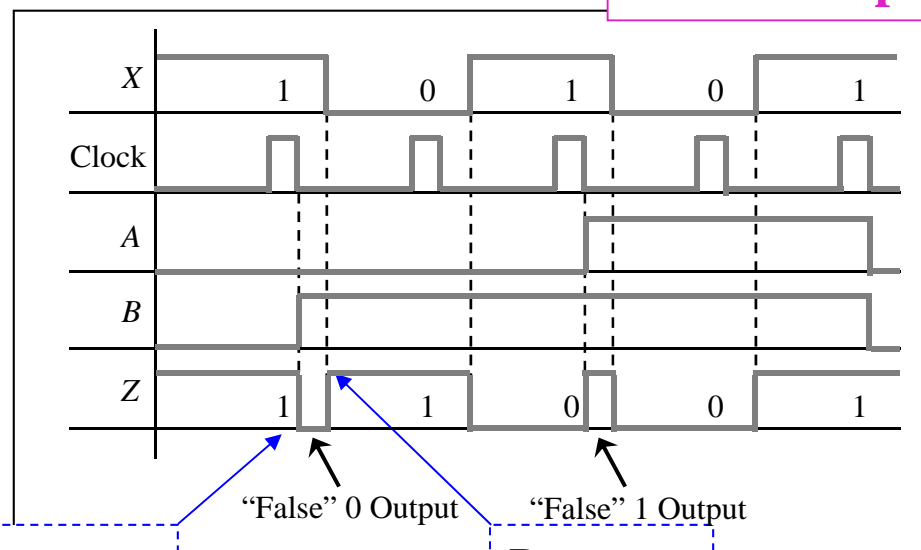 X 1 0 1 0 1
Clock
A
B
Z 1 1 0 0 1
“False” 0 Output “False” 1 Output